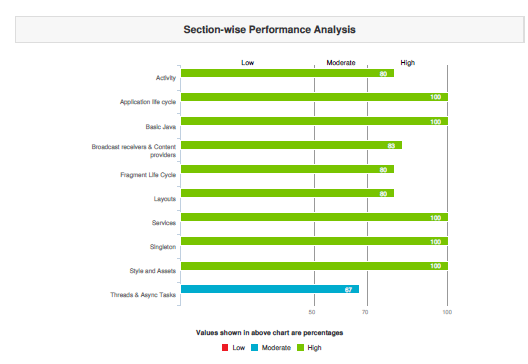 Section-wise Performance Analysis
Low Moderate High
Activity 80
Application life cycle 100
Basic Java 100
Broadcast receivers & Content
providers 83
Fragment Life Cycle 80
Layouts 80
Services 100
Singleton 100
Style and Assets 100
Threads & Async Tasks 67
50 70 100
Values shown in above chart are percentages
Low Moderate High